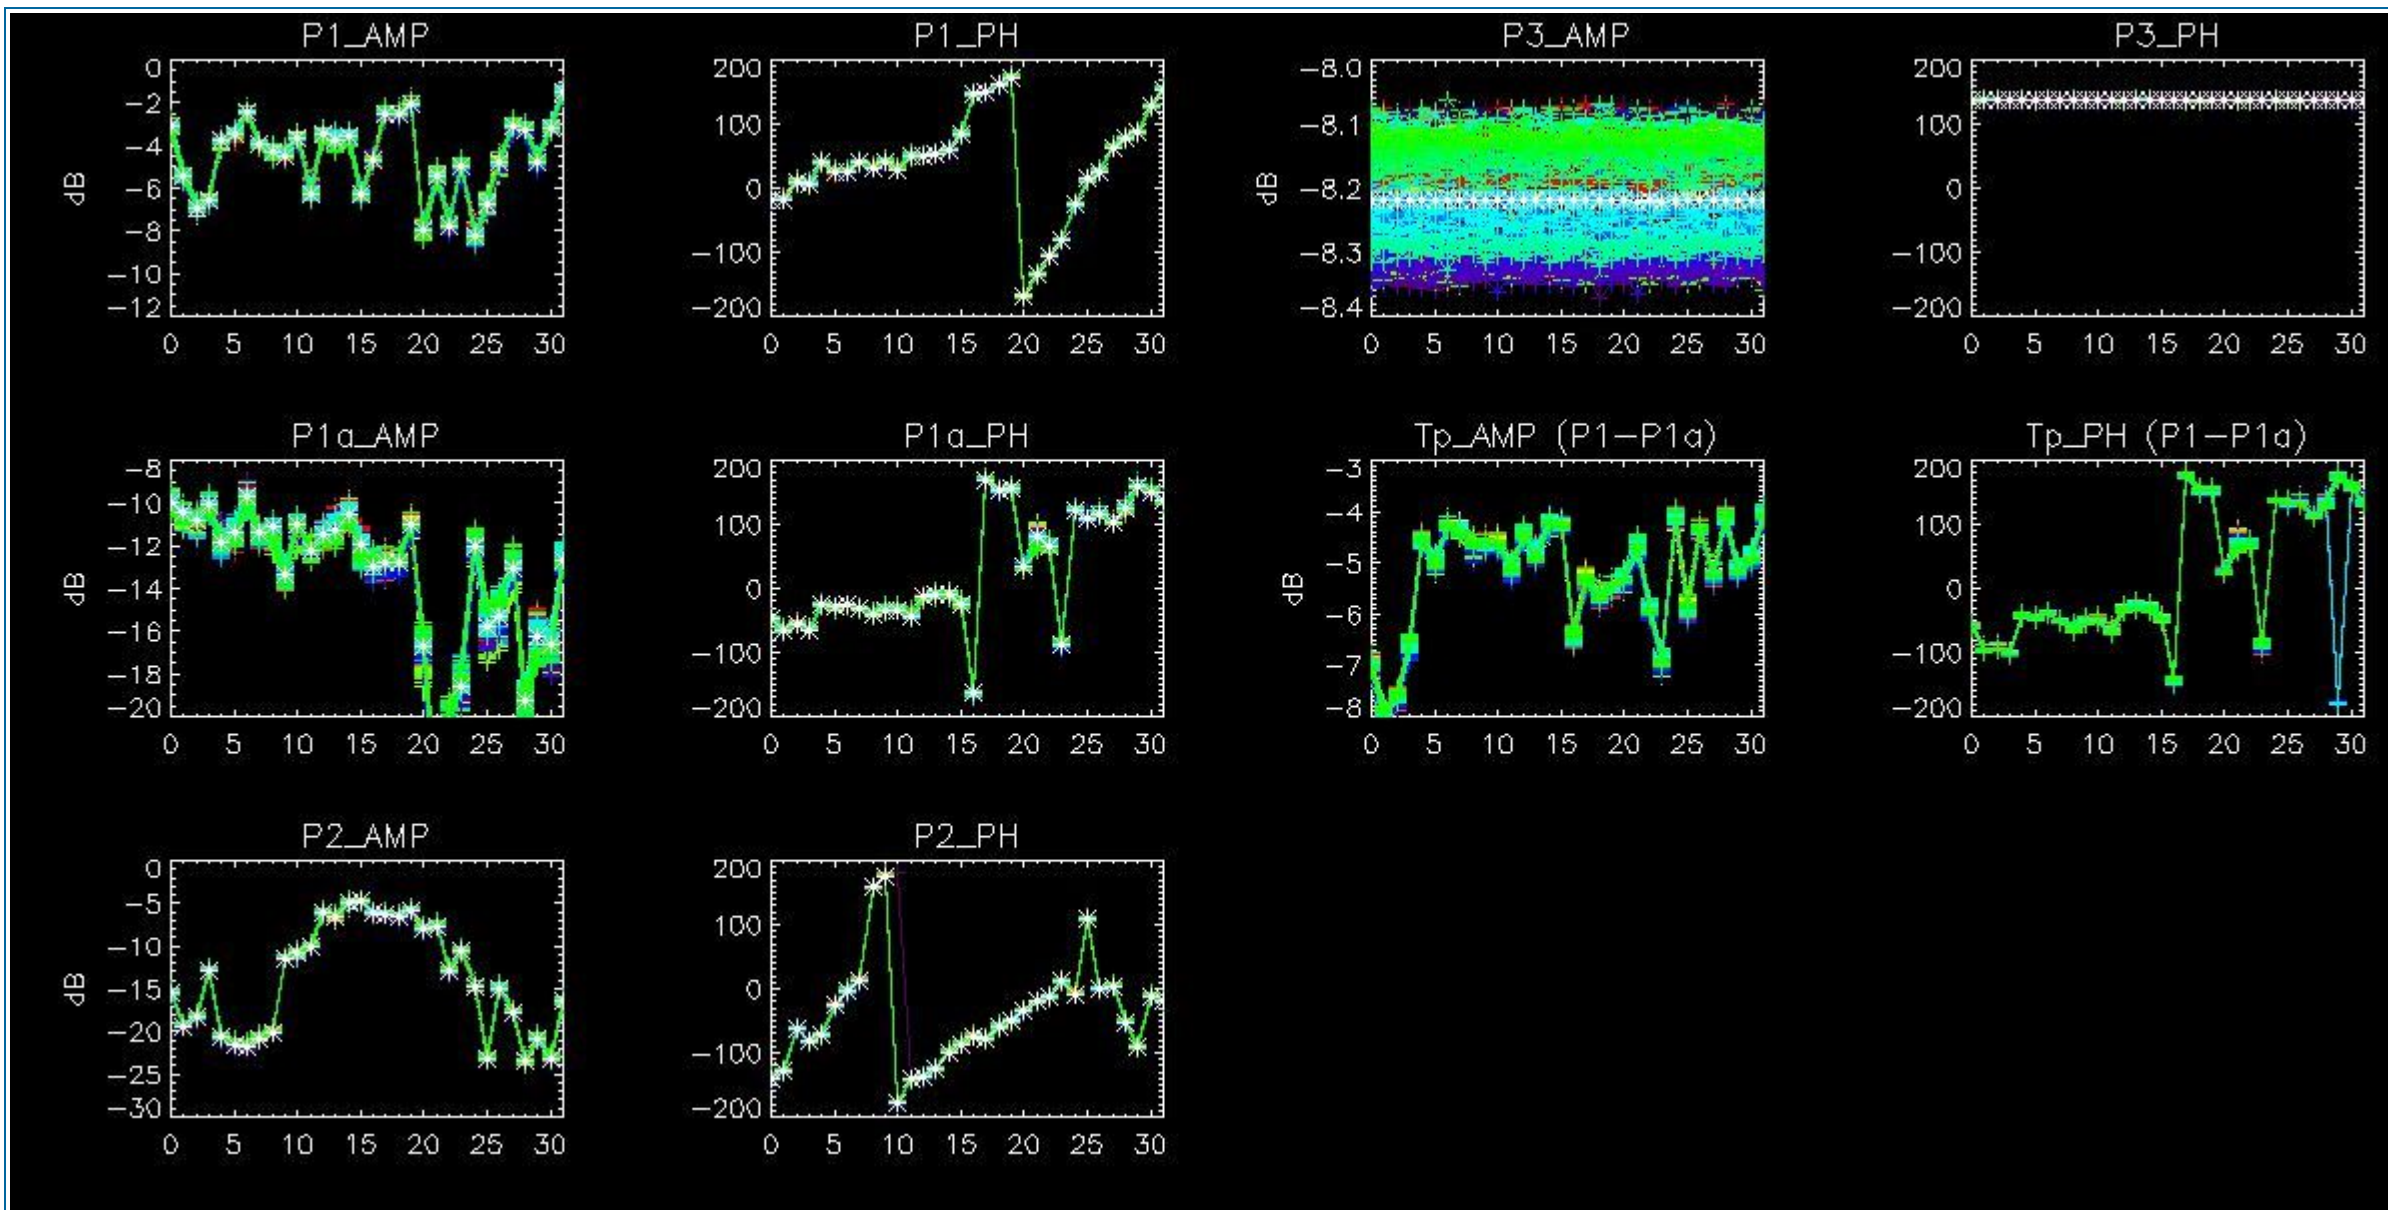 P1_AMP P1_PH P3_AMP P3_PH
0 200 -8.0 200
-2
-4 100 -8.1 100
dB -6 0 dB -8.2 0
-8
-10 -100 -8.3 -100
-12 -200 -8.4 -200
0 5 10 15 20 25 30 0 5 10 15 20 25 30 0 5 10 15 20 25 30 0 5 10 15 20 25 30
P1a_AMP P1a_PH Tp_AMP (P1-P1a) Tp_PH (P1-P1a)
-8 200 -3 200
-10 100 -4 100
-12 -5
dB -14 0 dB 0
-16 -100 -6 -100
-18 -7
-20 -200 -8 -200
0 5 10 15 20 25 30 0 5 10 15 20 25 30 0 5 10 15 20 25 30 0 5 10 15 20 25 30
P2_AMP P2_PH
0 200
-5 100
-10
dB -15 0
-20 -100
-25
-30 -200
0 5 10 15 20 25 30 0 5 10 15 20 25 30